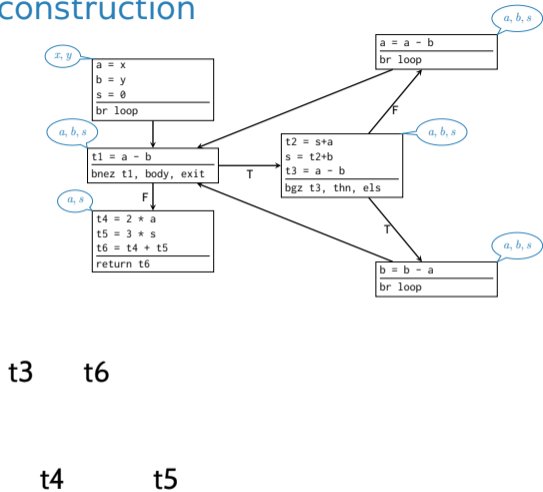 construction
x, y
a = x
b = y
s = 0
br loop
a, b, s
a = a - b
br loop
a, b, s
t1 = a - b
bnez t1, body, exit
T
F
F
a, b, s
t2 = s+a
s = t2+b
t3 = a - b
bgz t3, thn, els
T
a, s
t4 = 2 * a
t5 = 3 * s
t6 = t4 + t5
return t6
a, b, s
b = b - a
br loop
t3 t6
t4 t5